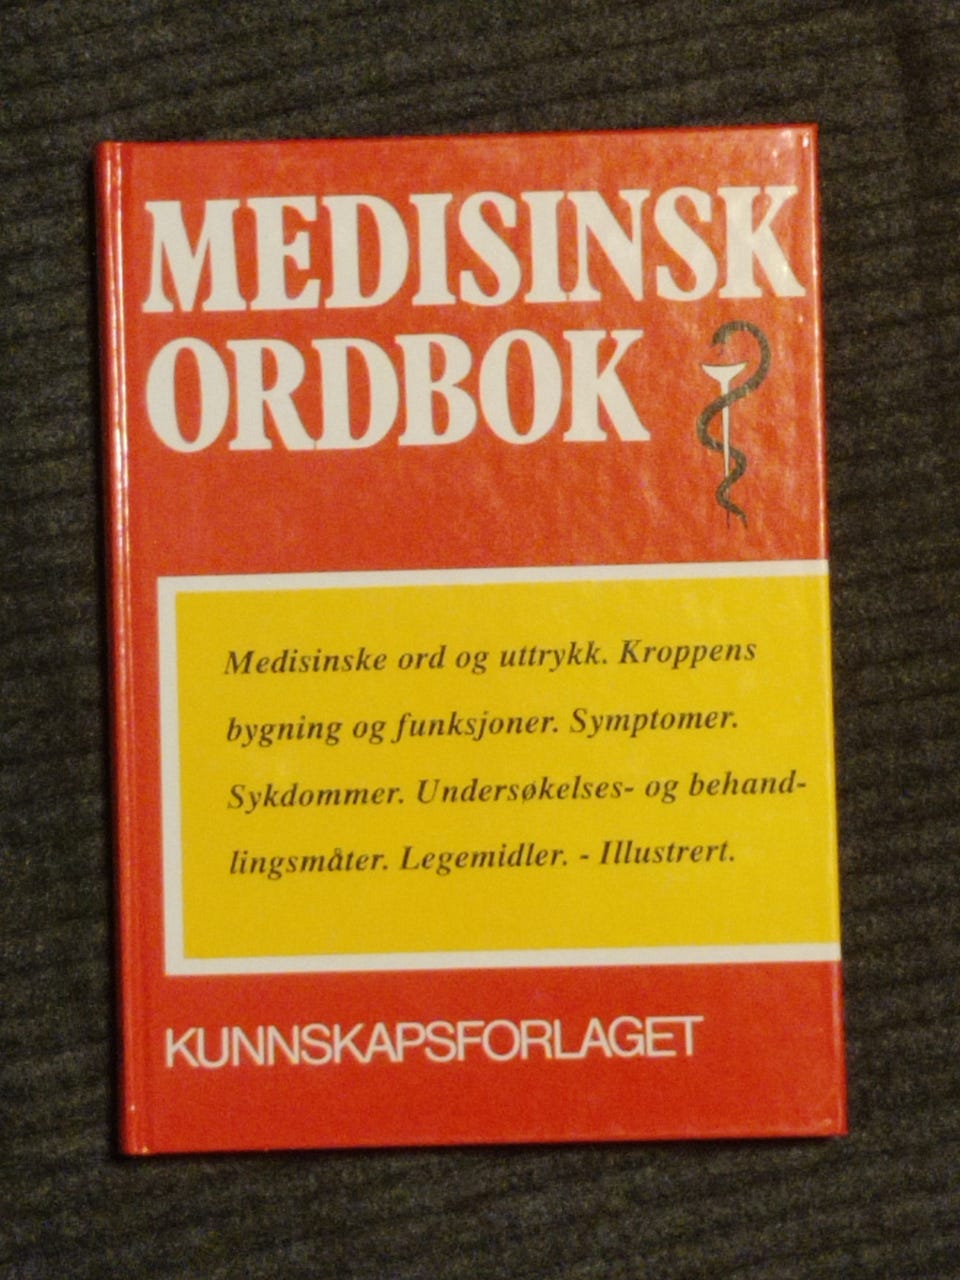 MEDISINSK
ORDBOK
Medisinske ord og uttrykk. Kroppens
bygning og funksjoner. Symptomer.
Sykdommer. Undersøkelses- og behand-
lingsmåter. Legemidler. - Illustrert.
KUNNSKAPSFORLAGET